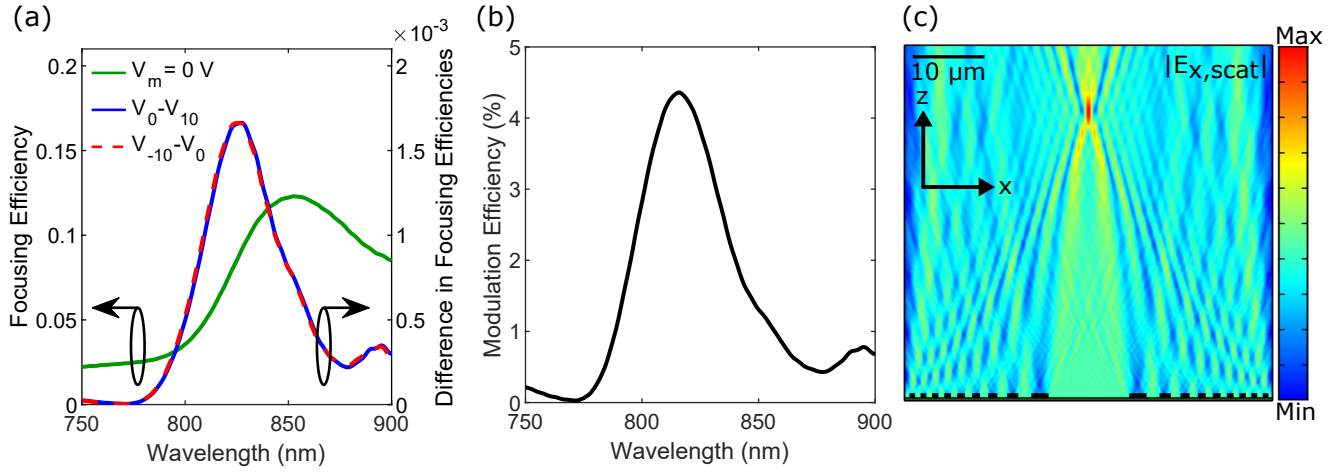 (a)
×10⁻³
0.2
0.15
0.1
0.05
0
2
1.5
1
0.5
0
V_m = 0 V
V_0-V_10
V_-10-V_0
Focusing Efficiency
Difference in Focusing Efficiencies
750 800 850 900
Wavelength (nm)
(b)
5
4
3
2
1
0
Modulation Efficiency (%)
750 800 850 900
Wavelength (nm)
(c)
10 μm
z
x
|E_x,scat|
Max
Min